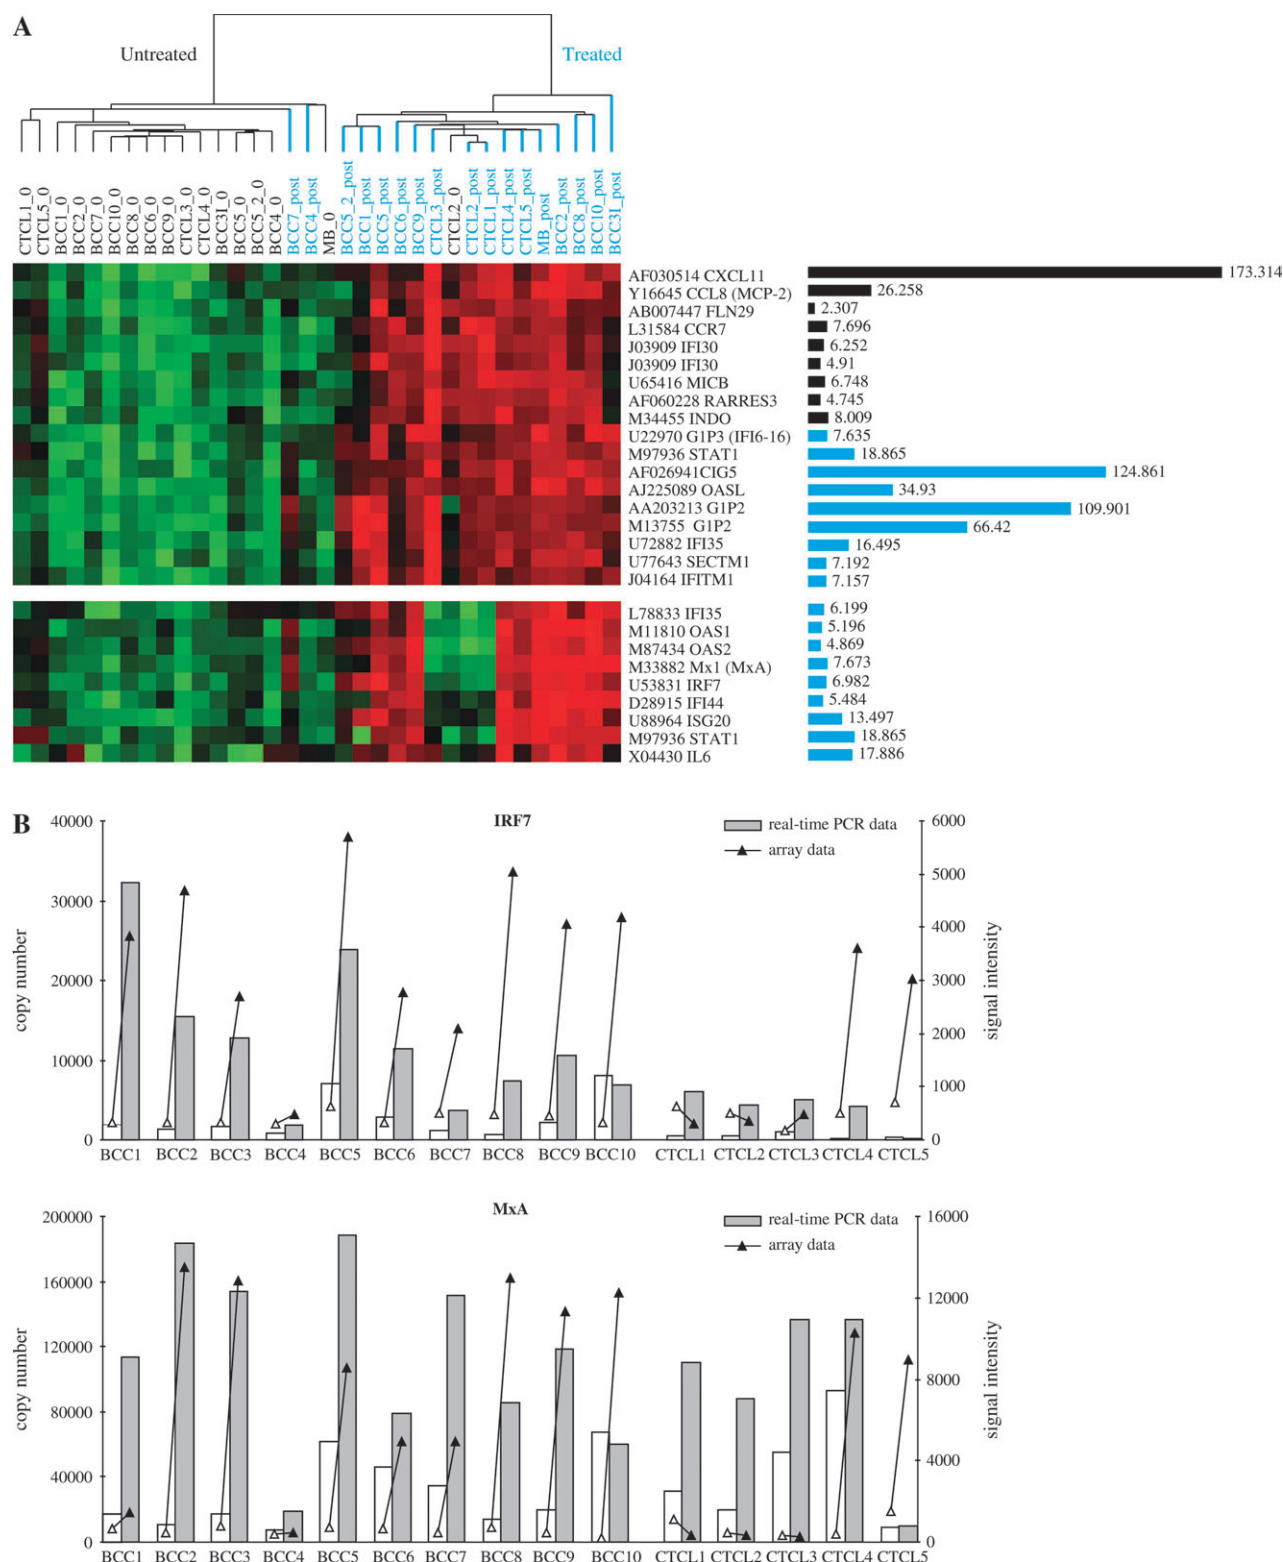 A
Untreated
Treated
CTCL1_0
CTCL5_0
BCC1_0
BCC2_0
BCC7_0
BCC10_0
BCC8_0
BCC6_0
BCC9_0
CTCL3_0
CTCL4_0
BCC3I_0
BCC5_0
BCC5_2_0
BCC4_0
BCC7_post
BCC4_post
MB_0
BCC5_2_post
BCC1_post
BCC5_post
BCC6_post
BCC9_post
CTCL3_post
CTCL2_0
CTCL2_post
CTCL1_post
CTCL4_post
CTCL5_post
MB_post
BCC2_post
BCC8_post
BCC10_post
BCC3I_post
AF030514 CXCL11 173.314
Y16645 CCL8 (MCP-2) 26.258
AB007447 FLN29 2.307
L31584 CCR7 7.696
J03909 IFI30 6.252
J03909 IFI30 4.91
U65416 MICB 6.748
AF060228 RARRES3 4.745
M34455 INDO 8.009
U22970 G1P3 (IFI6-16) 7.635
M97936 STAT1 18.865
AF026941CIG5 124.861
AJ225089 OASL 34.93
AA203213 G1P2 109.901
M13755 G1P2 66.42
U72882 IFI35 16.495
U77643 SECTM1 7.192
J04164 IFITM1 7.157
L78833 IFI35 6.199
M11810 OAS1 5.196
M87434 OAS2 4.869
M33882 Mx1 (MxA) 7.673
U53831 IRF7 6.982
D28915 IFI44 5.484
U88964 ISG20 13.497
M97936 STAT1 18.865
X04430 IL6 17.886
B
IRF7
real-time PCR data
array data
copy number
40000
30000
20000
10000
0
signal intensity
6000
5000
4000
3000
2000
1000
0
BCC1 BCC2 BCC3 BCC4 BCC5 BCC6 BCC7 BCC8 BCC9 BCC10 CTCL1 CTCL2 CTCL3 CTCL4 CTCL5
MxA
real-time PCR data
array data
copy number
200000
160000
120000
80000
40000
0
signal intensity
16000
12000
8000
4000
0
BCC1 BCC2 BCC3 BCC4 BCC5 BCC6 BCC7 BCC8 BCC9 BCC10 CTCL1 CTCL2 CTCL3 CTCL4 CTCL5